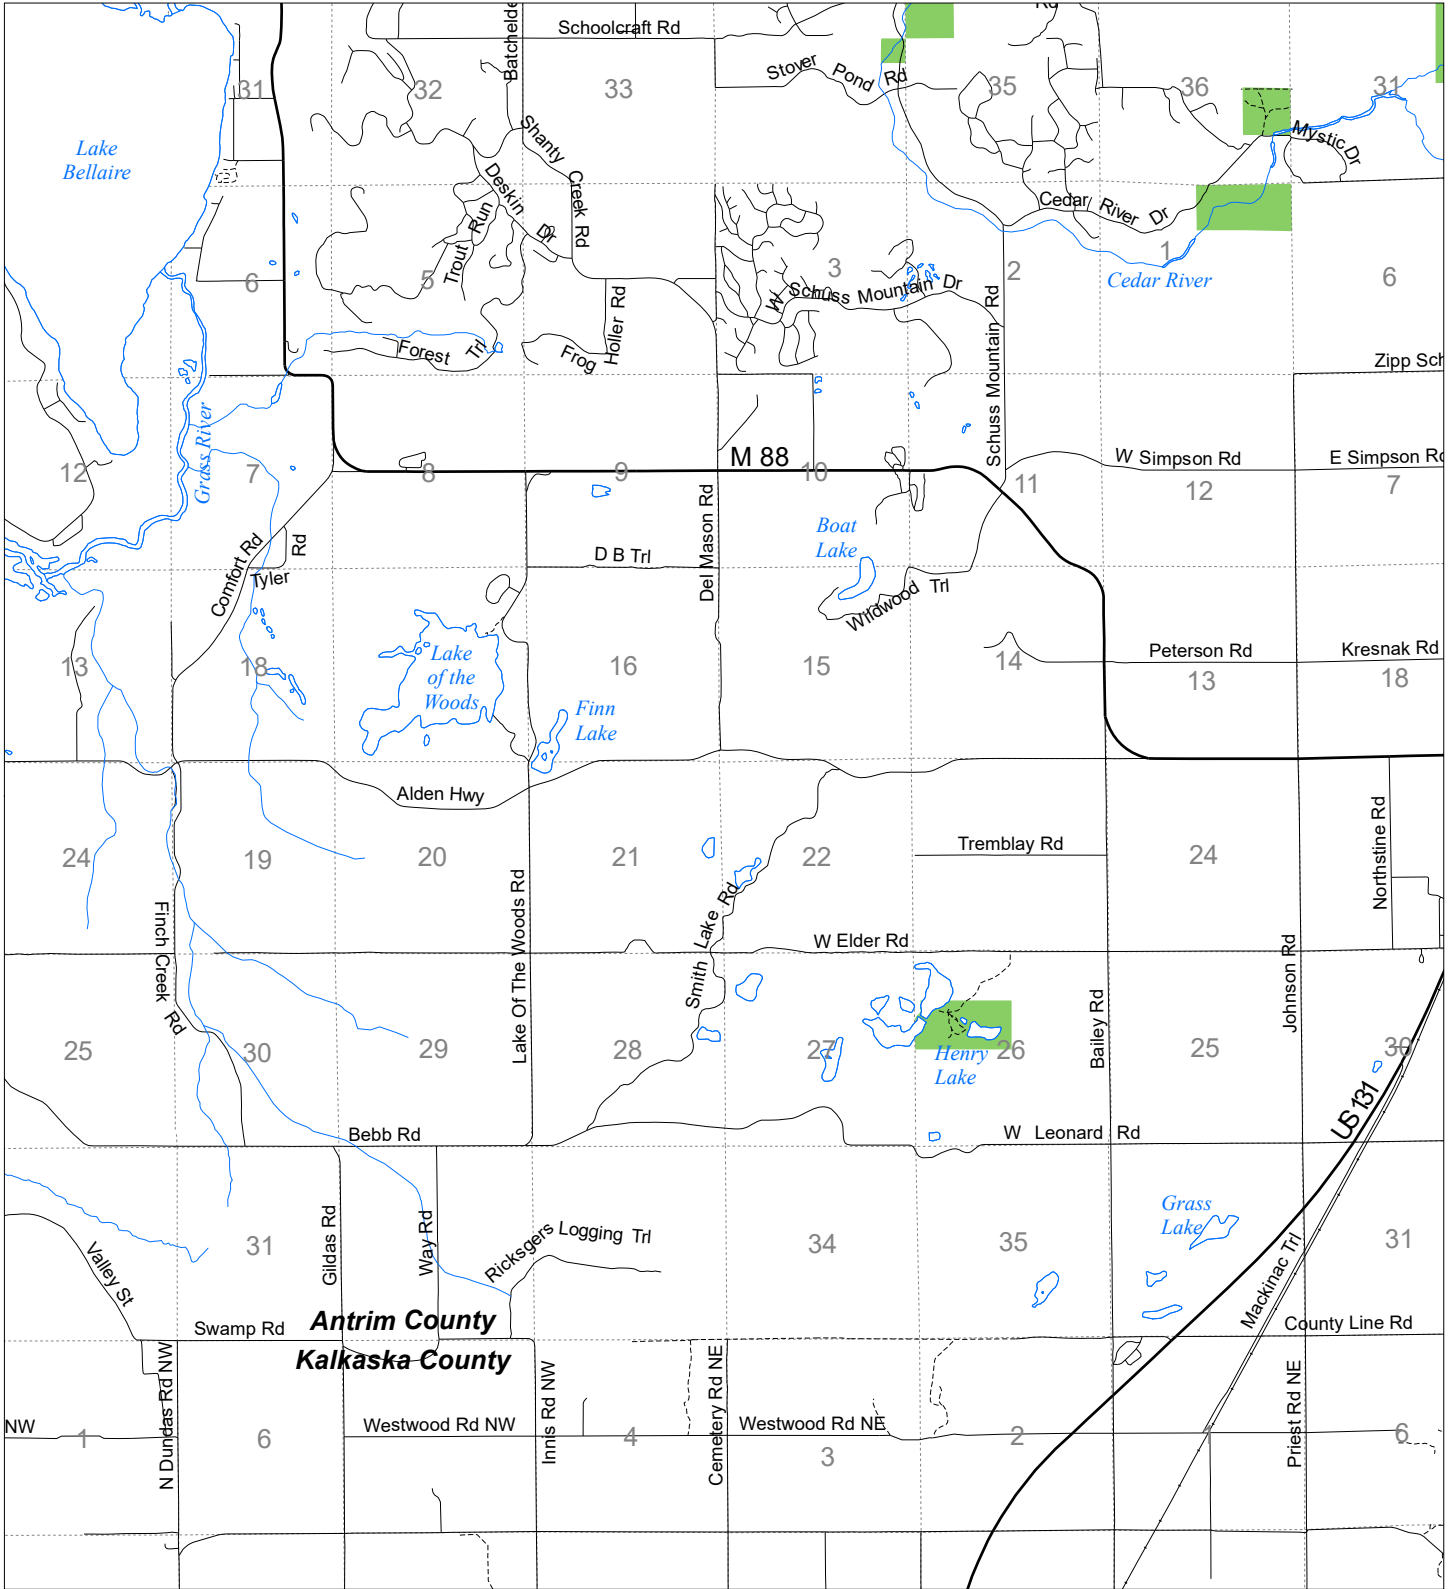 Schoolcraft Rd
Batchelde
Rd
Stover Pond Rd
31
32
33
35
36
31
Lake
Bellaire
Shanty Creek Rd
Mystic Dr
Deskin Dr
Trout Run
Cedar River Dr
Cedar River
6
5
3
2
1
6
W Schuss Mountain Dr
Holler Rd
Forest Trl
Frog
Schuss Mountain Rd
Zipp Sch
Grass River
M 88
W Simpson Rd
E Simpson Rd
12
7
8
9
10
11
12
7
Del Mason Rd
Boat
Lake
D B Trl
Comfort Rd
Tyler Rd
Wildwood Trl
Lake
of the
Woods
Finn
Lake
Peterson Rd
Kresnak Rd
13
18
16
15
14
13
18
Alden Hwy
Tremblay Rd
Northstine Rd
24
19
20
21
22
24
Finch Creek Rd
Lake Of The Woods Rd
Smith Lake Rd
W Elder Rd
Johnson Rd
Bailey Rd
Henry
Lake
25
30
29
28
27
26
25
30
US 131
Bebb Rd
W Leonard Rd
Grass
Lake
31
34
35
31
Valley St
Gildas Rd
Way Rd
Ricksgers Logging Trl
Mackinac Trl
Swamp Rd
Antrim County
County Line Rd
Kalkaska County
N Dundas Rd NW
Innis Rd NW
Cemetery Rd NE
Priest Rd NE
NW
Westwood Rd NW
Westwood Rd NE
1
6
4
3
2
1
6